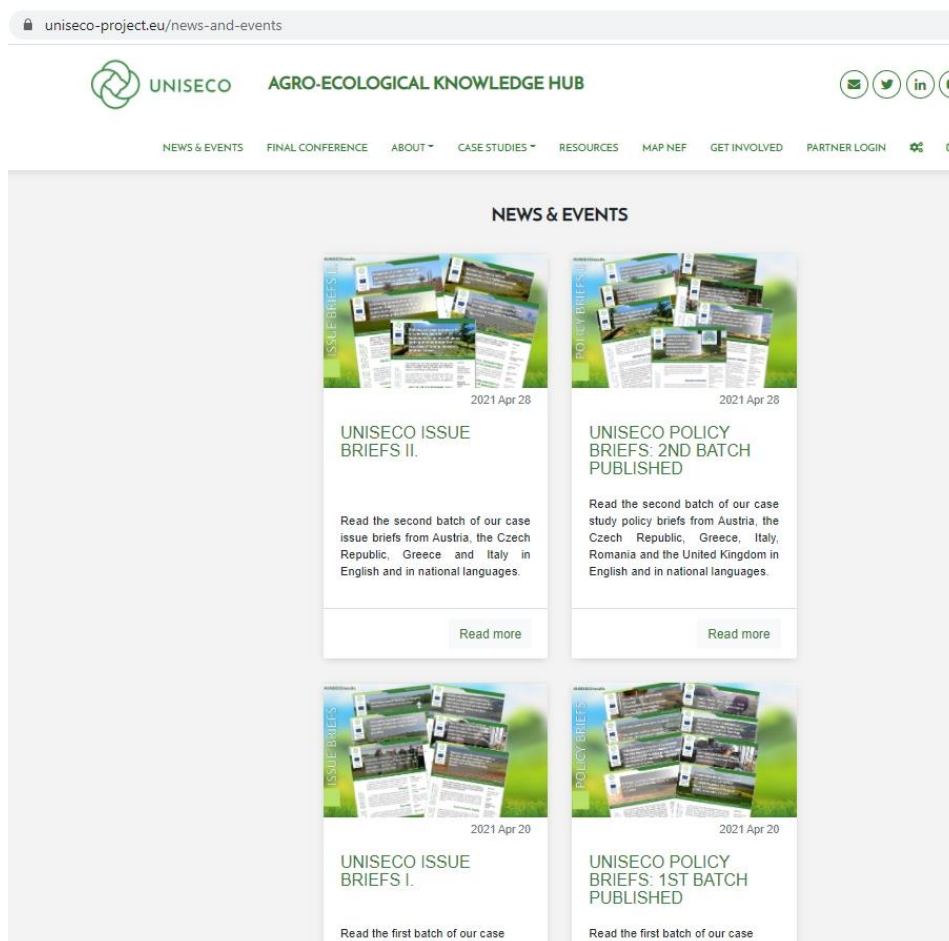 uniseco-project.eu/news-and-events
UNISECO
AGRO-ECOLOGICAL KNOWLEDGE HUB
NEWS & EVENTS FINAL CONFERENCE ABOUT CASE STUDIES RESOURCES MAP NEF GET INVOLVED PARTNER LOGIN
NEWS & EVENTS
ISSUE BRIEFS II.
2021 Apr 28
UNISECO ISSUE
BRIEFS II.
Read the second batch of our case
issue briefs from Austria, the Czech
Republic, Greece and Italy in
English and in national languages.
Read more
POLICY BRIEFS II.
2021 Apr 28
UNISECO POLICY
BRIEFS: 2ND BATCH
PUBLISHED
Read the second batch of our case
study policy briefs from Austria, the
Czech Republic, Greece, Italy,
Romania and the United Kingdom in
English and in national languages.
Read more
ISSUE BRIEFS
2021 Apr 20
UNISECO ISSUE
BRIEFS I.
Read the first batch of our case
POLICY BRIEFS
2021 Apr 20
UNISECO POLICY
BRIEFS: 1ST BATCH
PUBLISHED
Read the first batch of our case